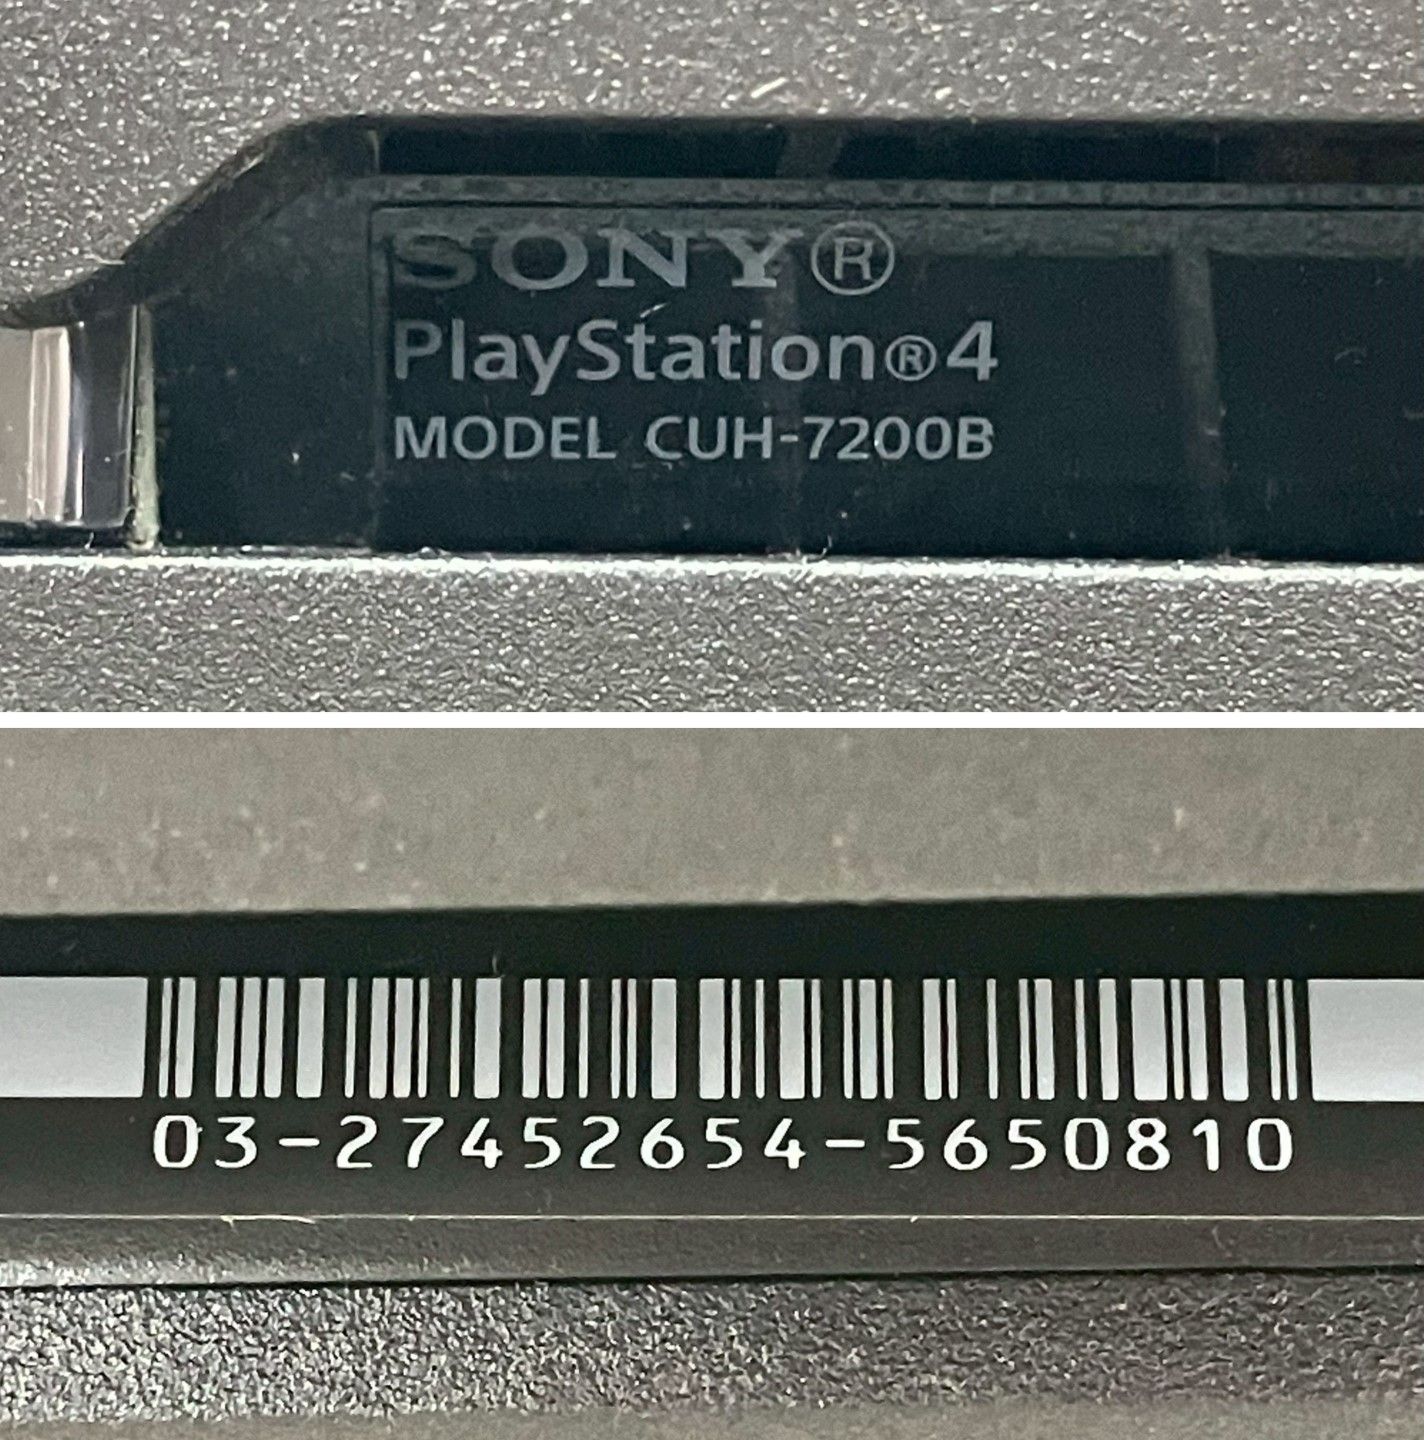 SONY®
PlayStation®4
MODEL CUH-7200B
03-27452654-5650810